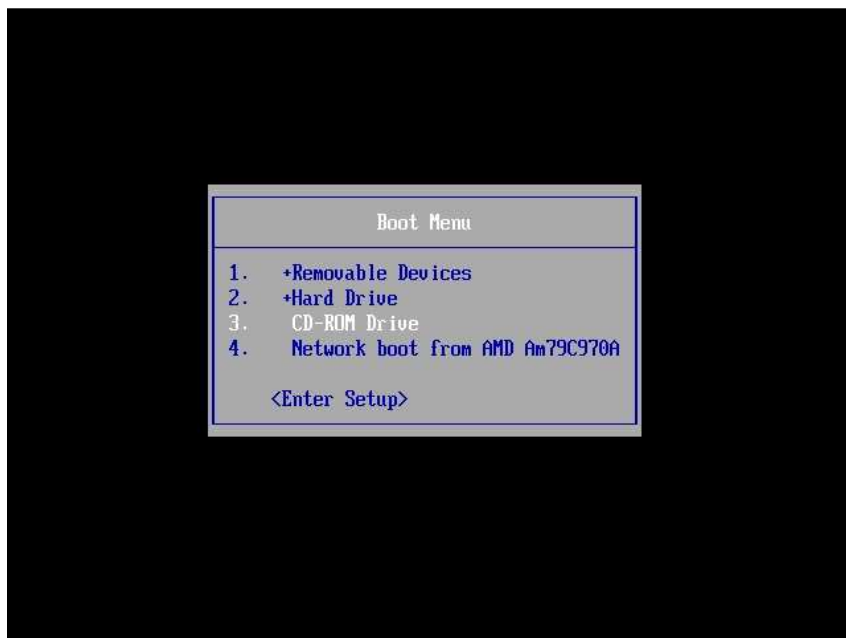 Boot Menu
1. +Removable Devices
2. +Hard Drive
3. CD-ROM Drive
4. Network boot from AMD Am79C970A
<Enter Setup>